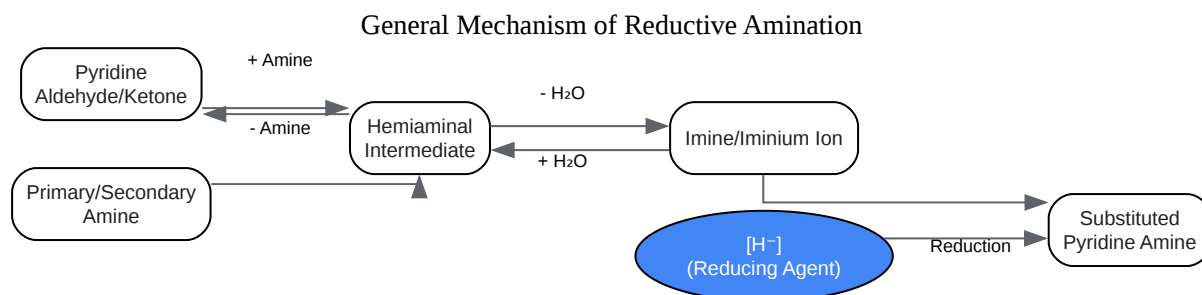 General Mechanism of Reductive Amination
Pyridine
Aldehyde/Ketone
+ Amine
- Amine
Primary/Secondary
Amine
Hemiaminal
Intermediate
- H₂O
+ H₂O
Imine/Iminium Ion
[H⁻]
(Reducing Agent)
Reduction
Substituted
Pyridine Amine